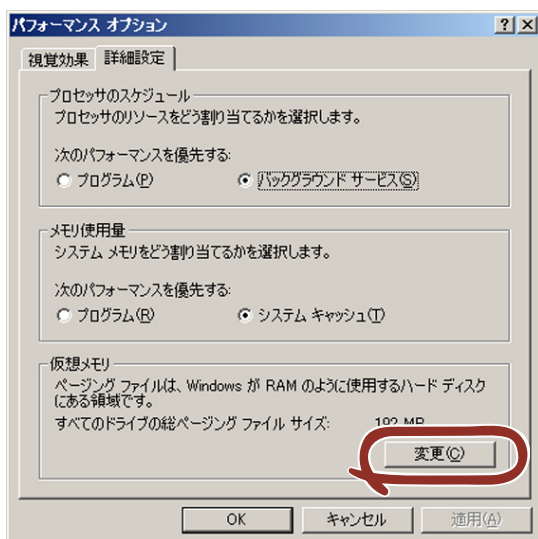 パフォーマンス オプション
視覚効果 詳細設定
プロセッサのスケジュール
プロセッサのリソースをどう割り当てるかを選択します。
次のパフォーマンスを優先する:
プログラム(P) バックグラウンド サービス(S)
メモリ使用量
システム メモリをどう割り当てるかを選択します。
次のパフォーマンスを優先する:
プログラム(R) システム キャッシュ(T)
仮想メモリ
ページング ファイルは、Windows が RAM のように使用するハード ディスク
にある領域です。
すべてのドライブの総ページング ファイル サイズ: 192 MB
変更(C)
OK キャンセル 適用(A)